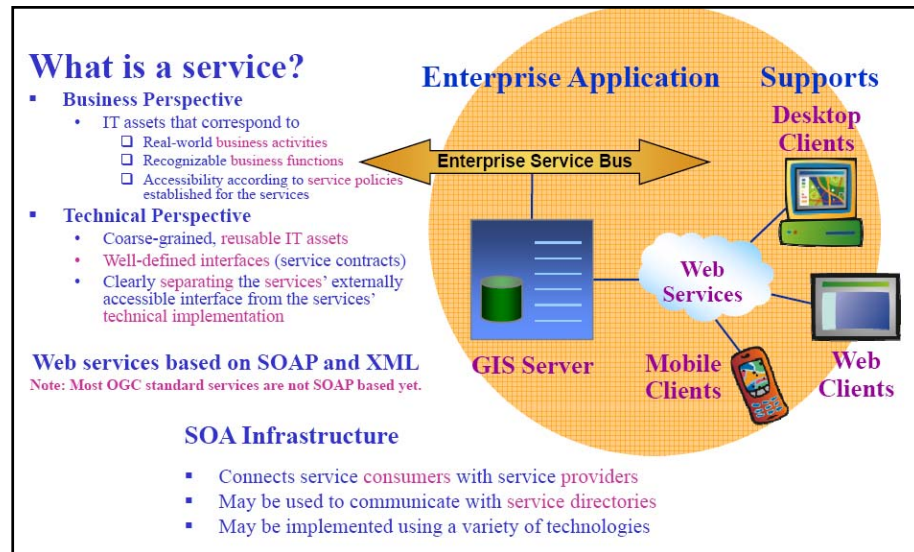 What is a service?
▪ Business Perspective
• IT assets that correspond to
❑ Real-world business activities
❑ Recognizable business functions
❑ Accessibility according to service policies
established for the services
▪ Technical Perspective
• Coarse-grained, reusable IT assets
• Well-defined interfaces (service contracts)
• Clearly separating the services’ externally
accessible interface from the services’
technical implementation
Web services based on SOAP and XML
Note: Most OGC standard services are not SOAP based yet.
Enterprise Application Supports
Enterprise Service Bus
Desktop
Clients
Web
Services
GIS Server
Mobile
Clients
Web
Clients
SOA Infrastructure
▪ Connects service consumers with service providers
▪ May be used to communicate with service directories
▪ May be implemented using a variety of technologies